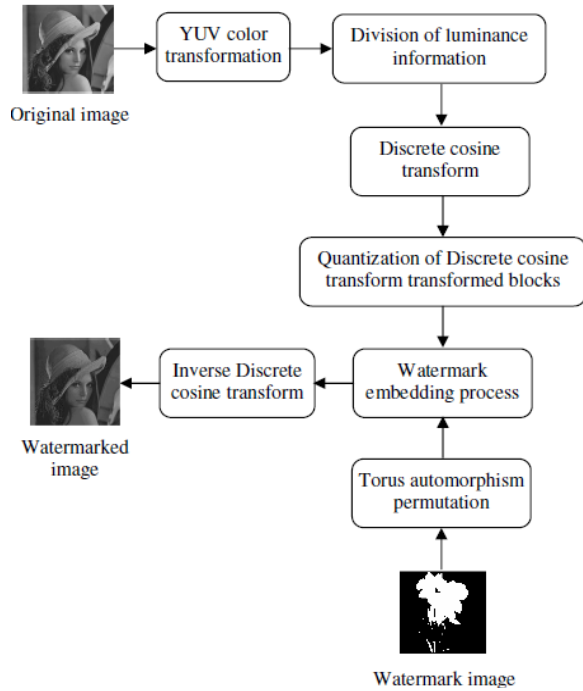 YUV color
transformation
Division of luminance
information
Original image
Discrete cosine
transform
Quantization of Discrete cosine
transform transformed blocks
Inverse Discrete
cosine transform
Watermark
embedding process
Watermarked
image
Torus automorphism
permutation
Watermark image